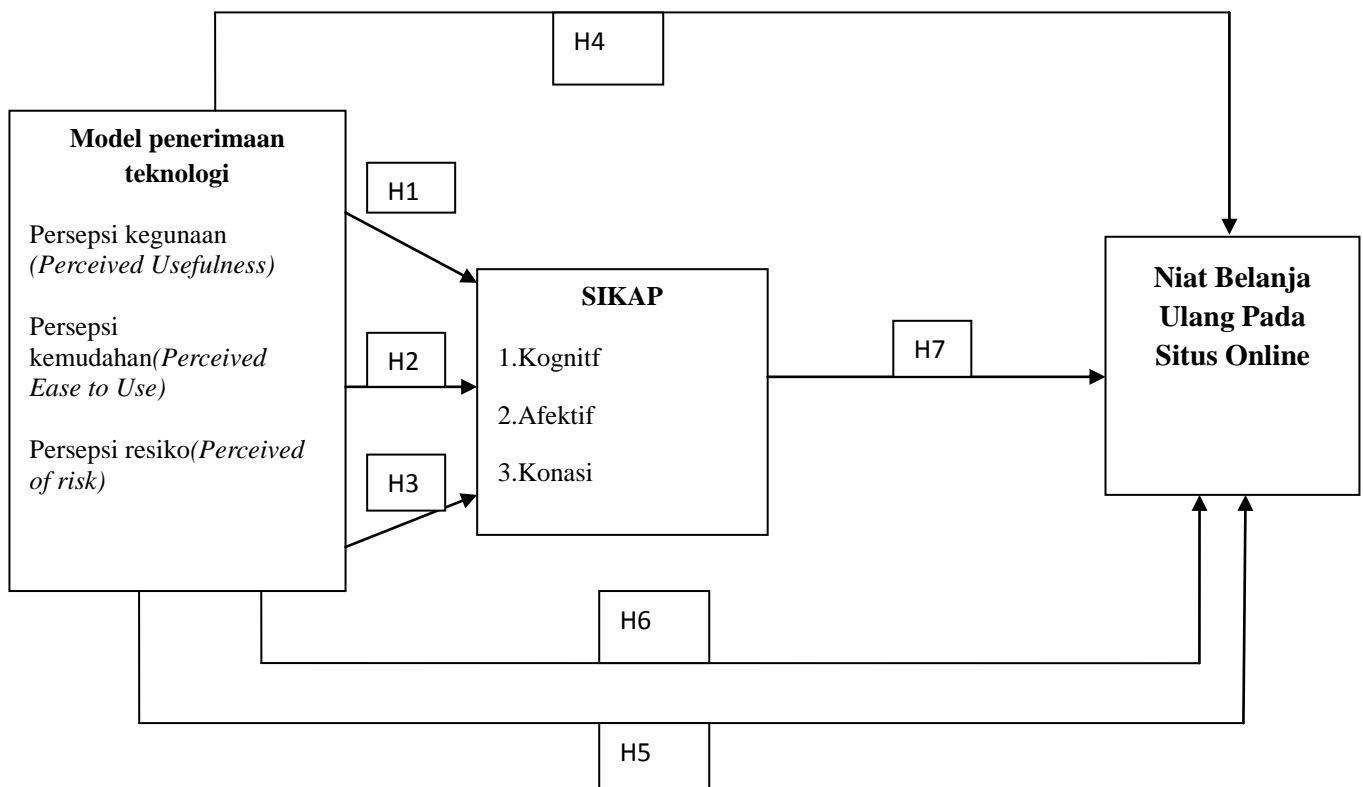 H4
Model penerimaan
teknologi
Persepsi kegunaan
(Perceived Usefulness)
Persepsi
kemudahan(Perceived
Ease to Use)
Persepsi resiko(Perceived
of risk)
H1
H2
H3
SIKAP
1.Kognitf
2.Afektif
3.Konasi
H7
Niat Belanja
Ulang Pada
Situs Online
H6
H5